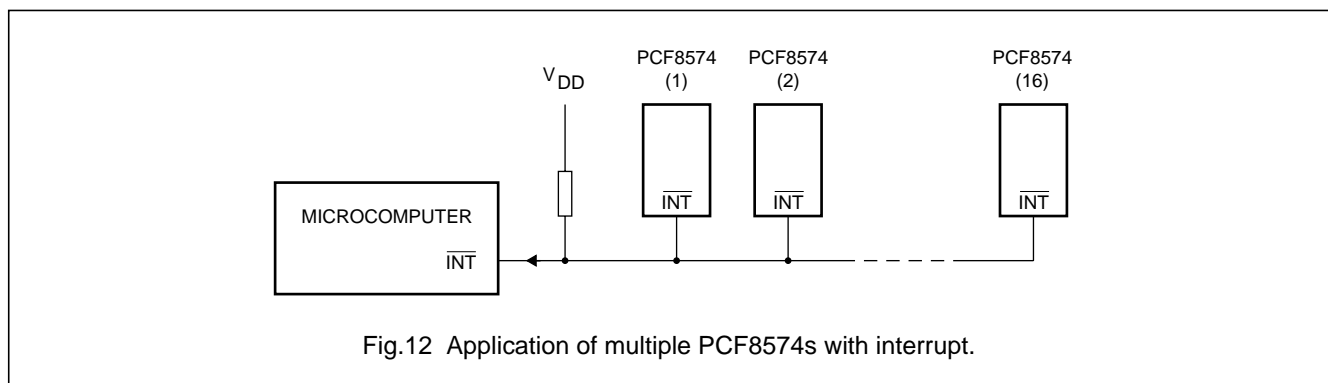 PCF8574 PCF8574 PCF8574
(1) (2) (16)
V DD
INT INT INT
MICROCOMPUTER
INT
Fig.12 Application of multiple PCF8574s with interrupt.